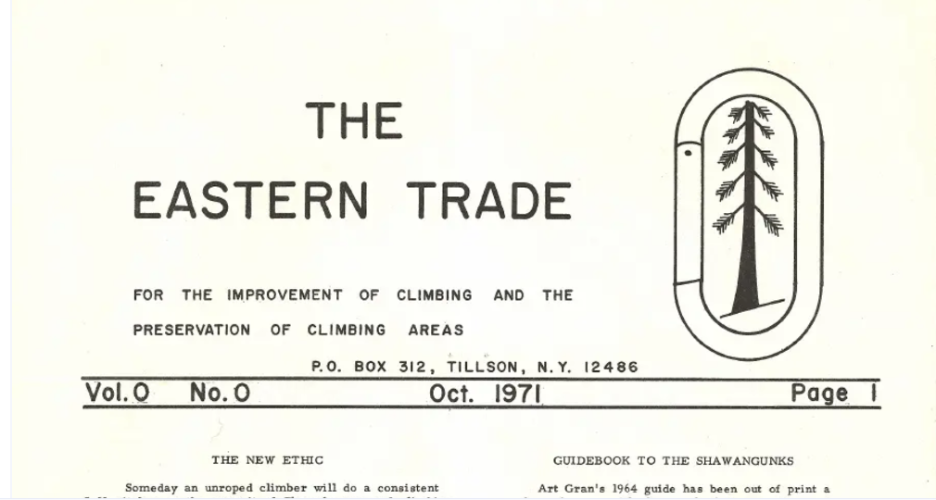 THE
EASTERN TRADE
FOR THE IMPROVEMENT OF CLIMBING AND THE
PRESERVATION OF CLIMBING AREAS
P.O. BOX 312, TILLSON, N.Y. 12486
Vol. 0 No. 0 Oct. 1971 Page 1
THE NEW ETHIC
Someday an unroped climber will do a consistent
GUIDEBOOK TO THE SHAWANGUNKS
Art Gran's 1964 guide has been out of print a